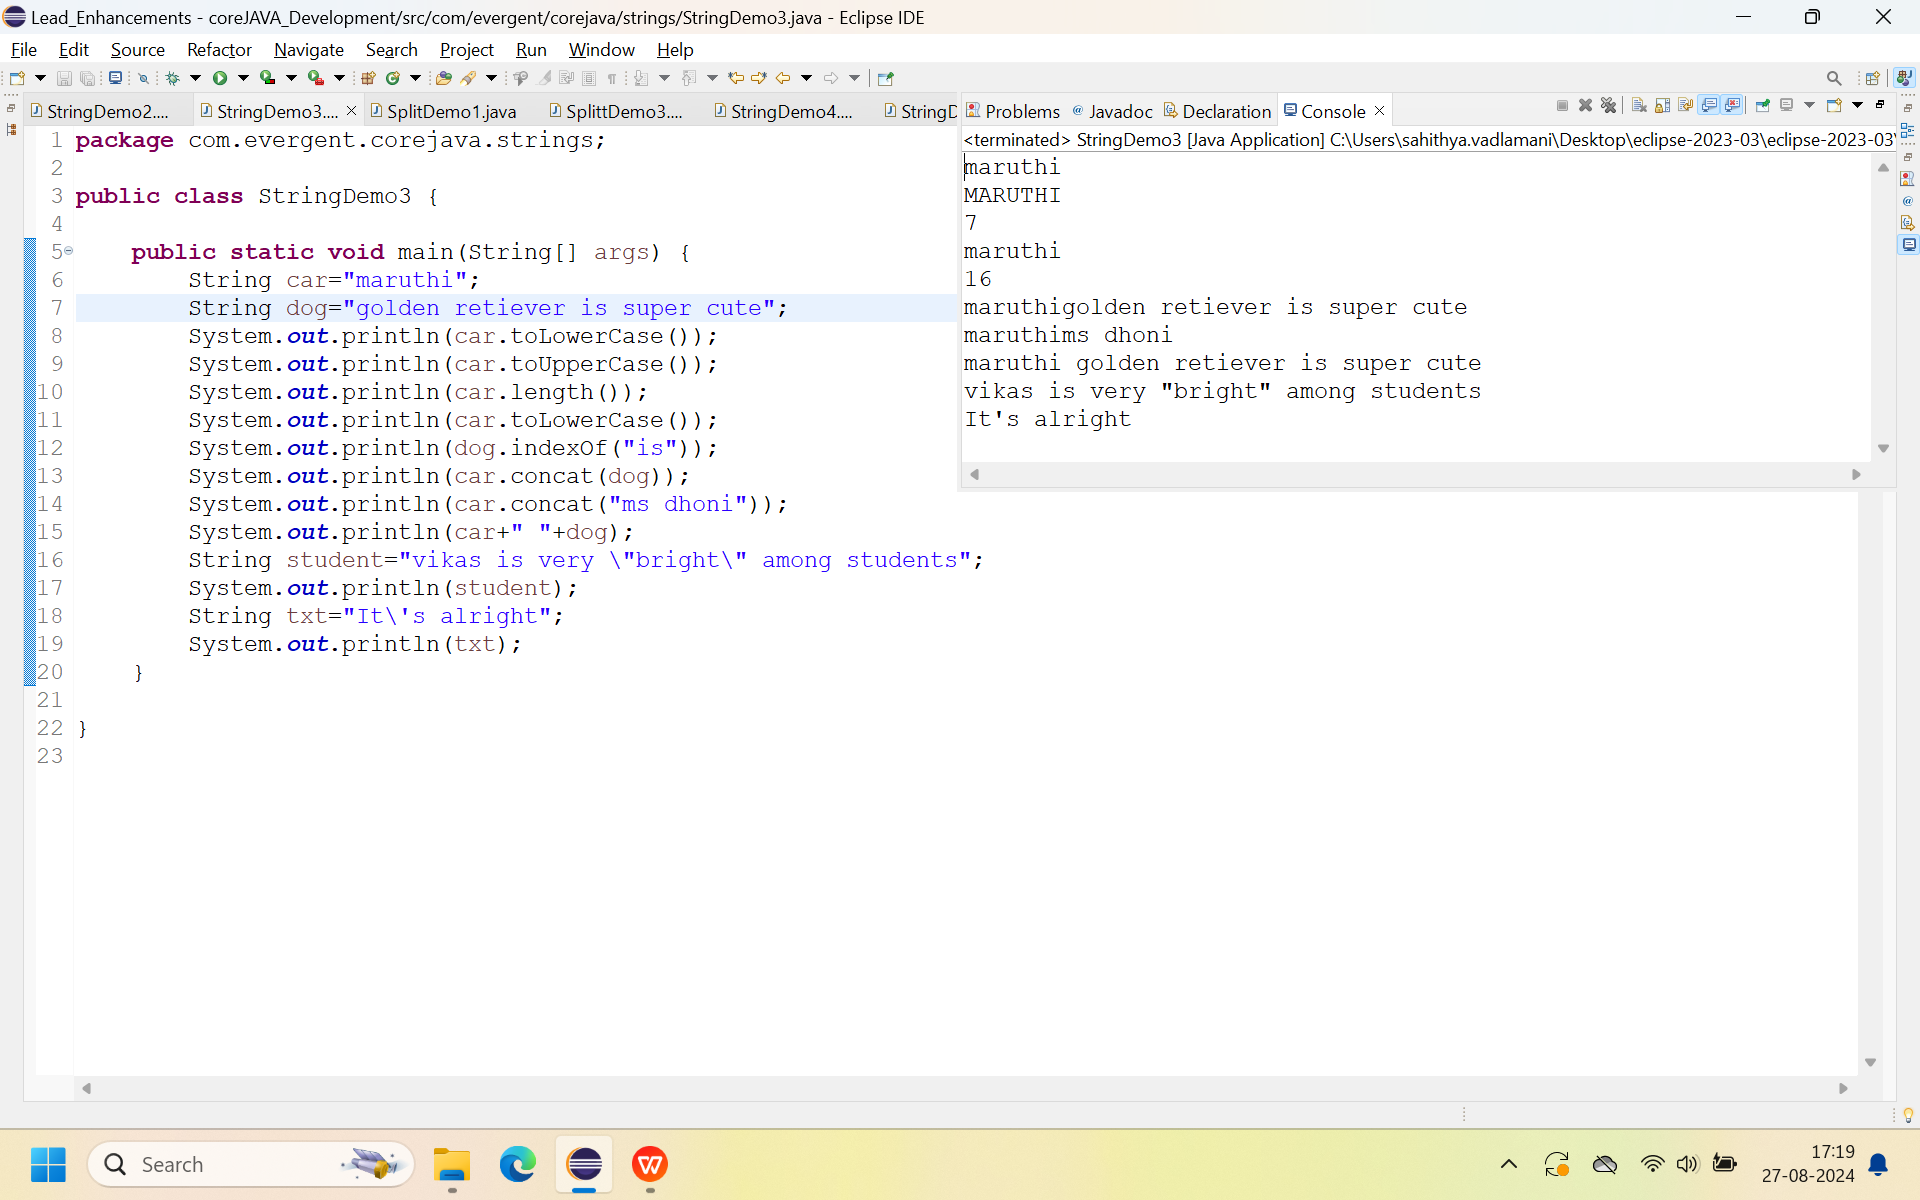 Lead_Enhancements - coreJAVA_Development/src/com/evergent/corejava/strings/StringDemo3.java - Eclipse IDE
File Edit Source Refactor Navigate Search Project Run Window Help
StringDemo2.... StringDemo3.... SplitDemo1.java SplittDemo3.... StringDemo4.... StringD
1 package com.evergent.corejava.strings;
2
3 public class StringDemo3 {
4
5 public static void main(String[] args) {
6 String car="maruthi";
7 String dog="golden retiever is super cute";
8 System.out.println(car.toLowerCase());
9 System.out.println(car.toUpperCase());
10 System.out.println(car.length());
11 System.out.println(car.toLowerCase());
12 System.out.println(dog.indexOf("is"));
13 System.out.println(car.concat(dog));
14 System.out.println(car.concat("ms dhoni"));
15 System.out.println(car+" "+dog);
16 String student="vikas is very \"bright\" among students";
17 System.out.println(student);
18 String txt="It\'s alright";
19 System.out.println(txt);
20 }
21
22 }
23
Problems @ Javadoc Declaration Console
<terminated> StringDemo3 [Java Application] C:\Users\sahithya.vadlamani\Desktop\eclipse-2023-03\eclipse-2023-03
maruthi
MARUTHI
7
maruthi
16
maruthigolden retiever is super cute
maruthims dhoni
maruthi golden retiever is super cute
vikas is very "bright" among students
It's alright
Search
17:19
27-08-2024